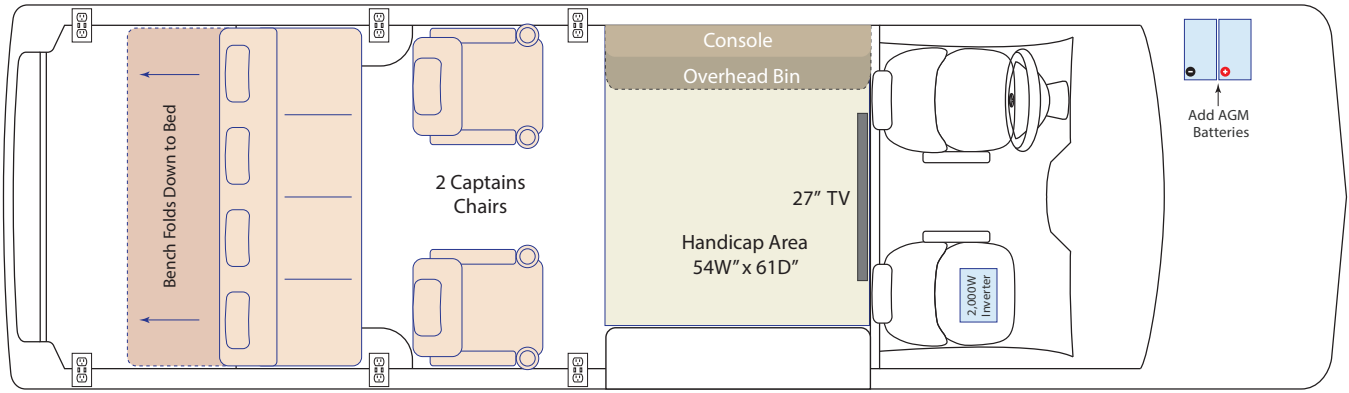 Bench Folds Down to Bed
2 Captains
Chairs
Console
Overhead Bin
27” TV
Handicap Area
54W” x 61D”
2,000W
Inverter
Add AGM
Batteries